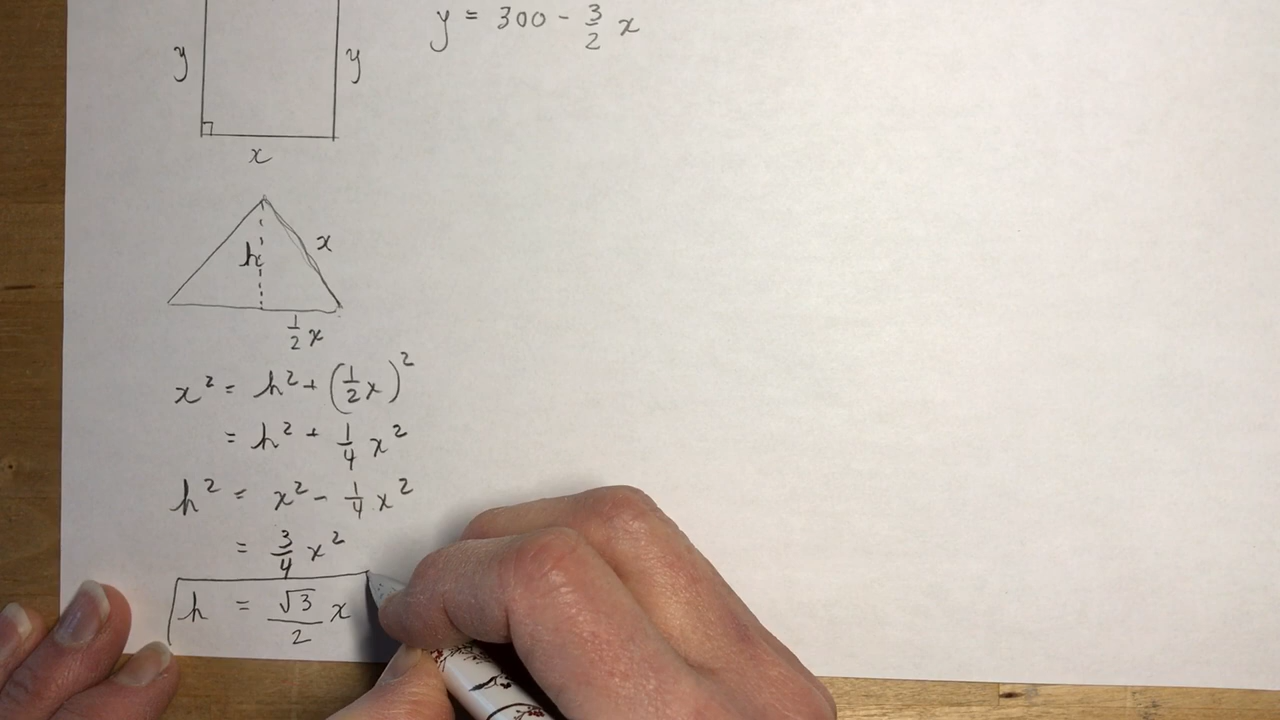 y = 300 - 3/2 x
y y
x
h x
1/2 x
x² = h² + (1/2 x)²
= h² + 1/4 x²
h² = x² - 1/4 x²
= 3/4 x²
h = √3/2 x